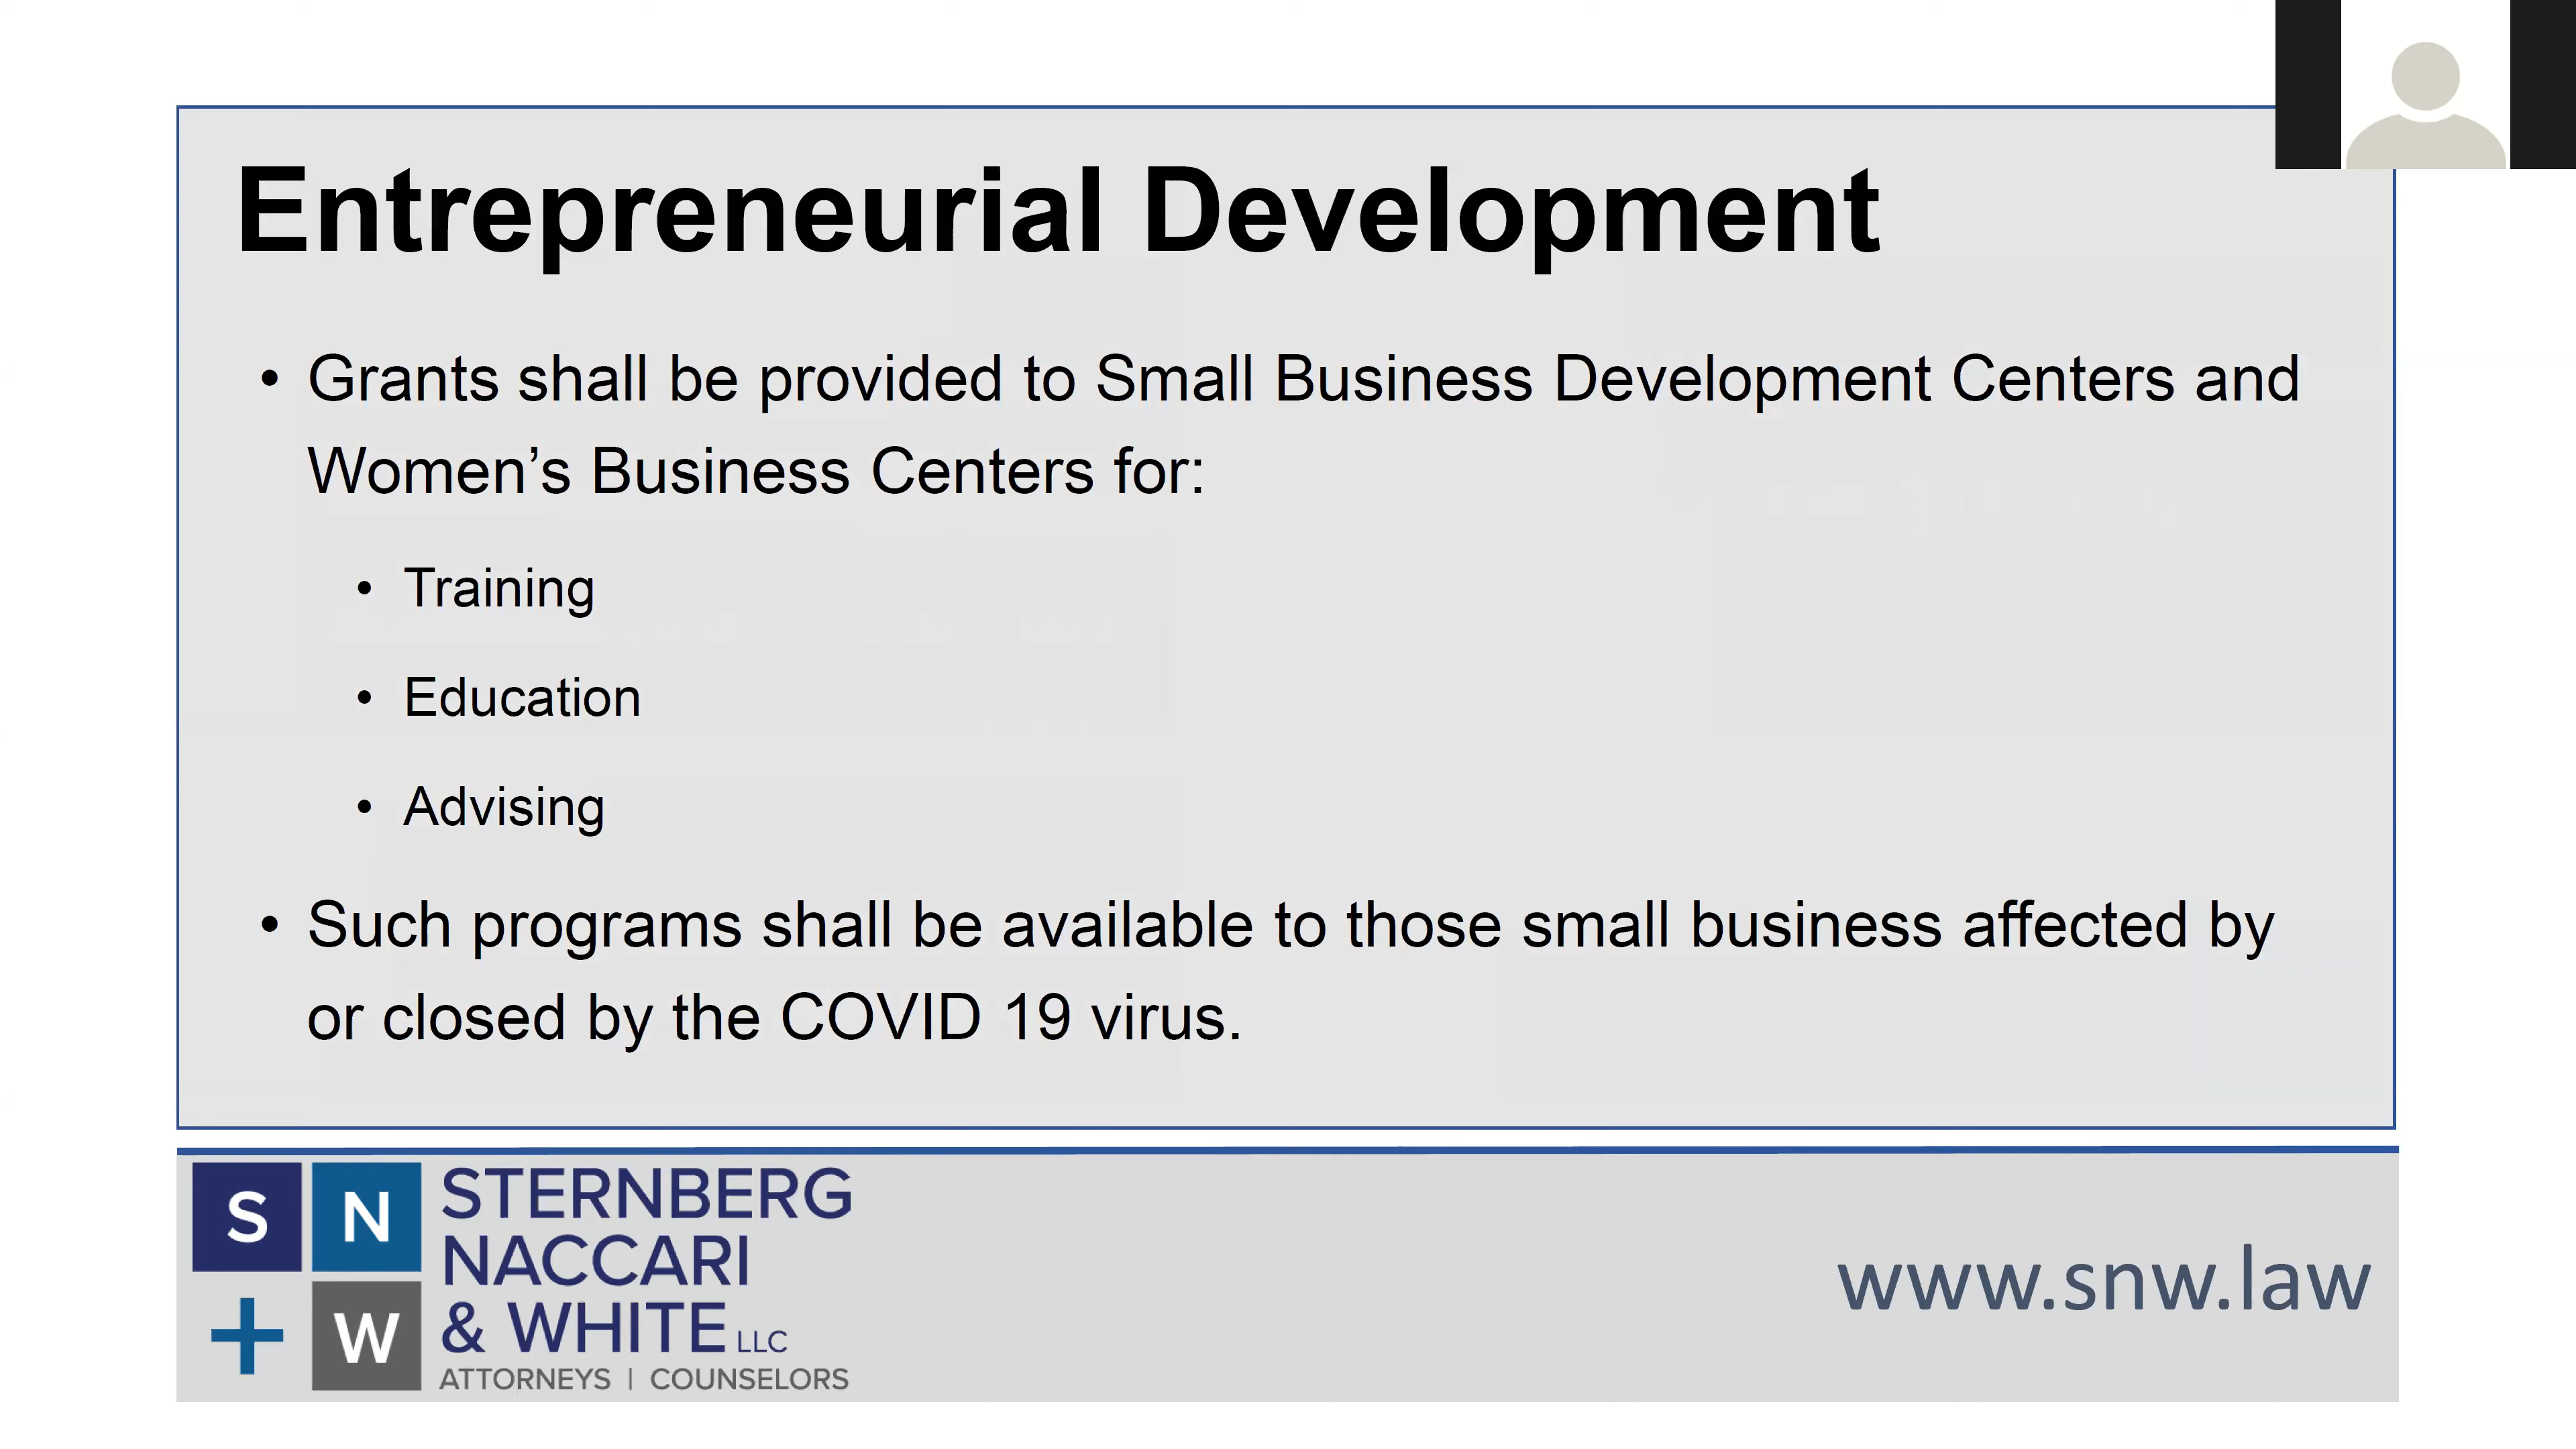 Entrepreneurial Development
• Grants shall be provided to Small Business Development Centers and
Women’s Business Centers for:
• Training
• Education
• Advising
• Such programs shall be available to those small business affected by
or closed by the COVID 19 virus.
S N
+ W
STERNBERG
NACCARI
& WHITE LLC
ATTORNEYS | COUNSELORS
www.snw.law